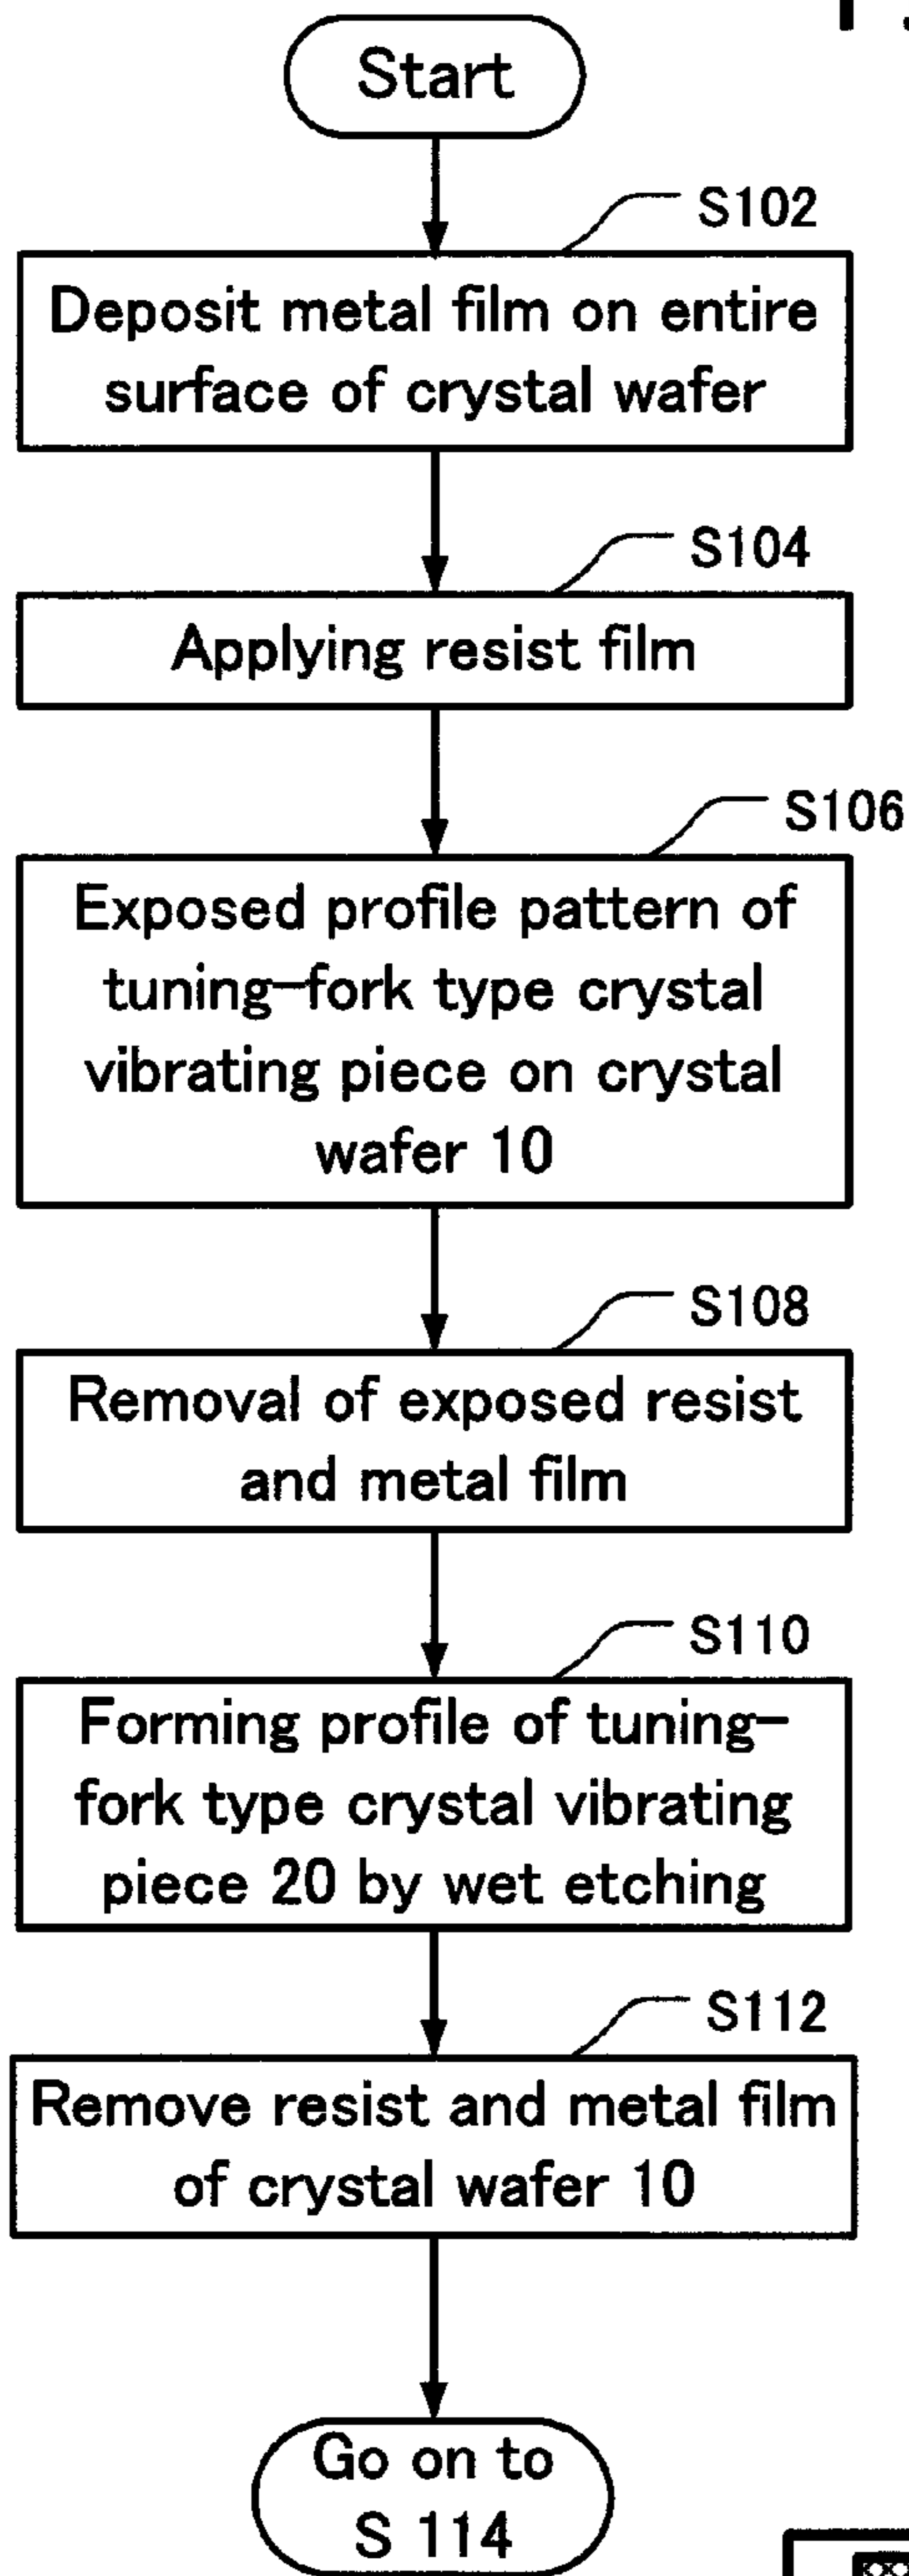 Start
S102
Deposit metal film on entire
surface of crystal wafer
S104
Applying resist film
S106
Exposed profile pattern of
tuning-fork type crystal
vibrating piece on crystal
wafer 10
S108
Removal of exposed resist
and metal film
S110
Forming profile of tuning-
fork type crystal vibrating
piece 20 by wet etching
S112
Remove resist and metal film
of crystal wafer 10
Go on to
S 114